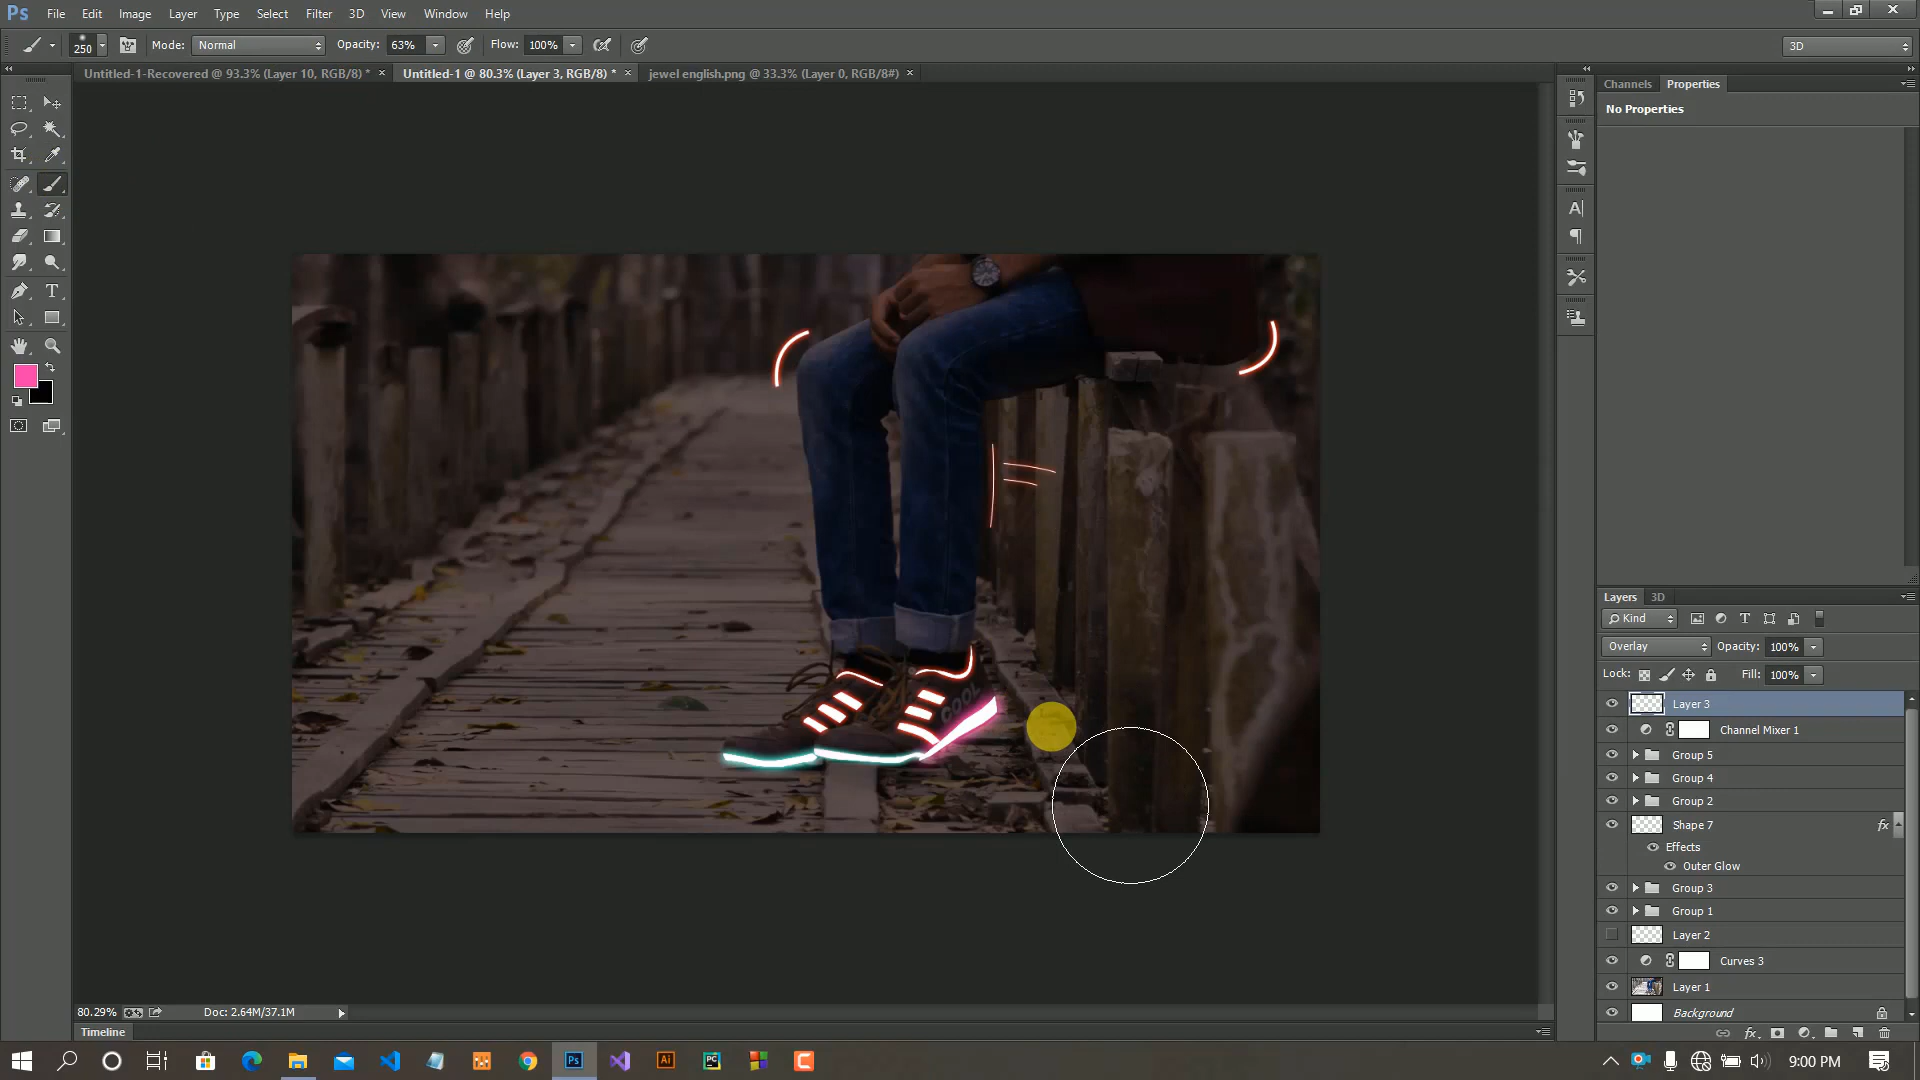 Ps File Edit Image Layer Type Select Filter 3D View Window Help
250 Mode: Normal Opacity: 63% Flow: 100% 3D
Untitled-1-Recovered @ 93.3% (Layer 10, RGB/8) * × Untitled-1 @ 80.3% (Layer 3, RGB/8) * × jewel english.png @ 33.3% (Layer 0, RGB/8#) ×
Channels Properties
No Properties
COOL
Layers 3D
Kind
Overlay Opacity: 100%
Lock: Fill: 100%
Layer 3
Channel Mixer 1
Group 5
Group 4
Group 2
Shape 7 fx
Effects
Outer Glow
Group 3
Group 1
Layer 2
Curves 3
Layer 1
Background
80.29% Doc: 2.64M/37.1M
Timeline
9:00 PM